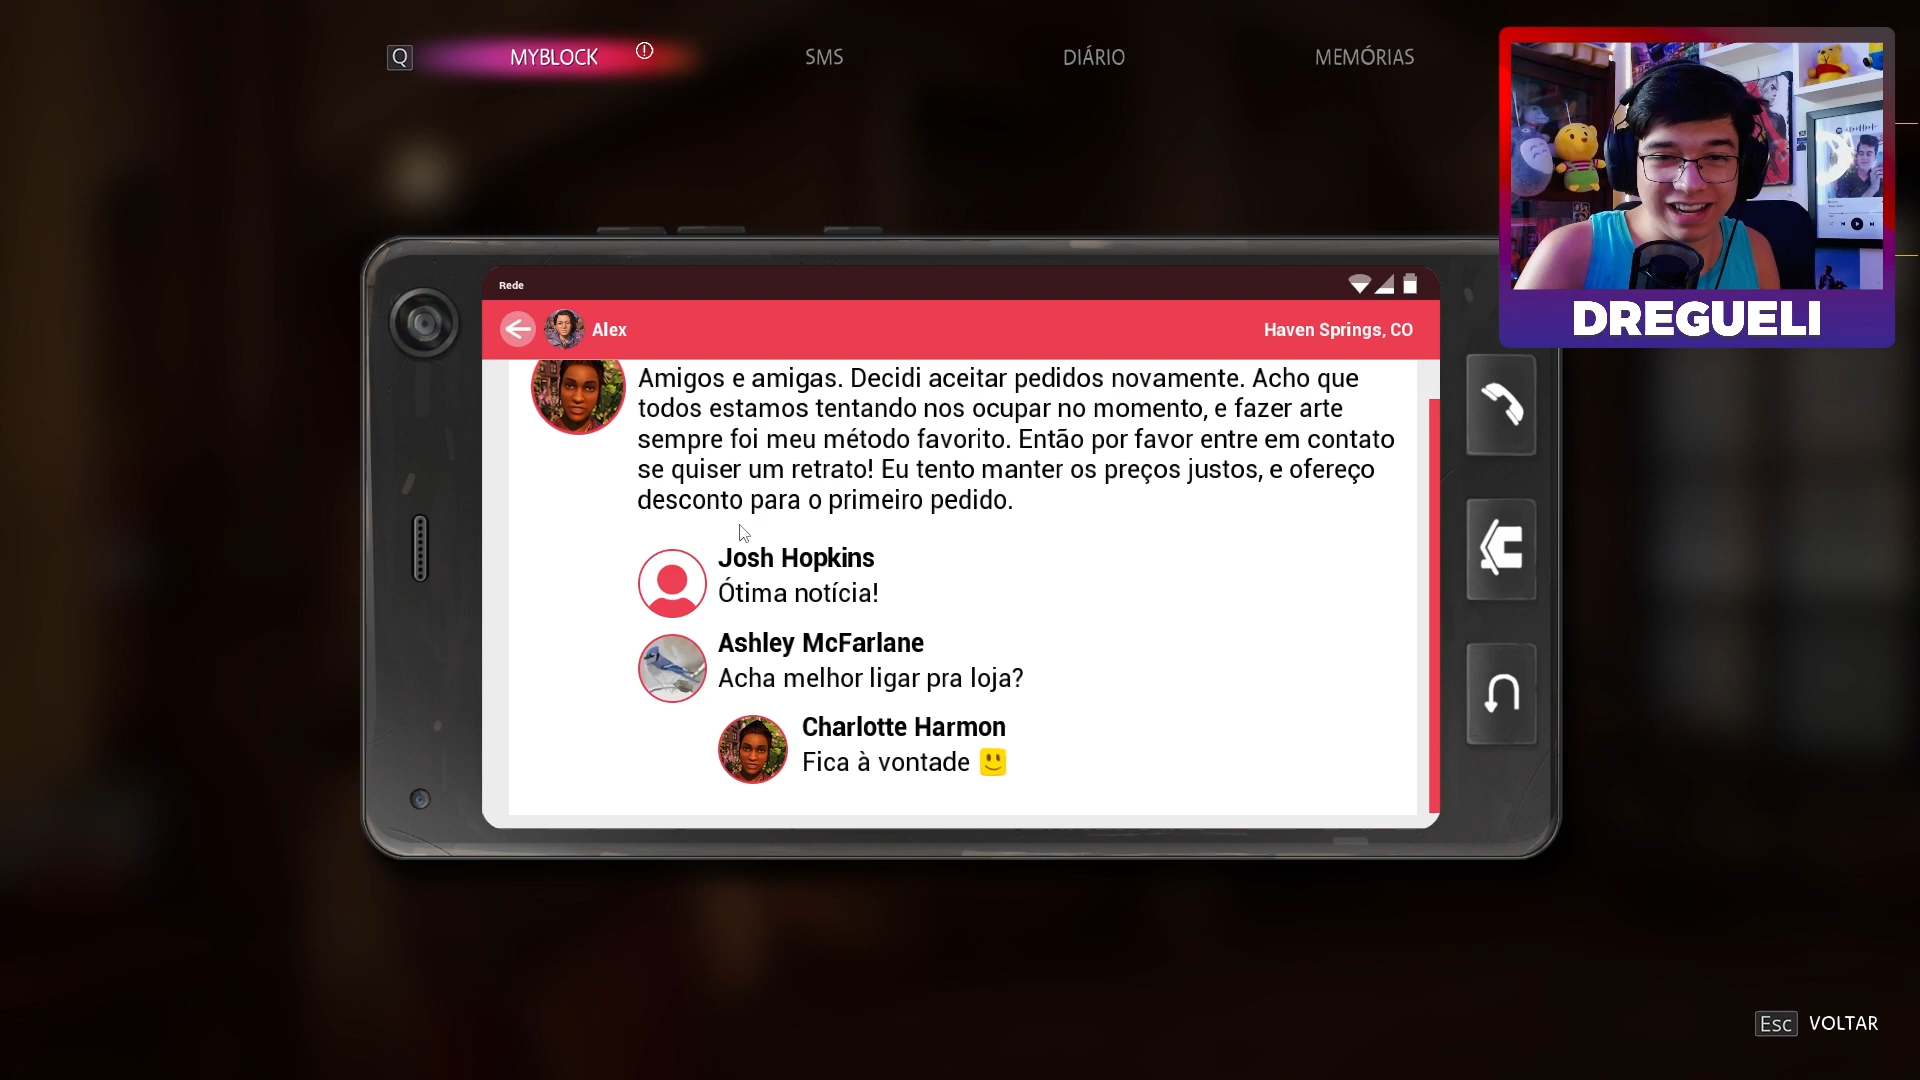 Q
MYBLOCK
SMS
DIÁRIO
MEMÓRIAS
Rede
Alex
Haven Springs, CO
DREGUELI
Amigos e amigas. Decidi aceitar pedidos novamente. Acho que
todos estamos tentando nos ocupar no momento, e fazer arte
sempre foi meu método favorito. Então por favor entre em contato
se quiser um retrato! Eu tento manter os preços justos, e ofereço
desconto para o primeiro pedido.
Josh Hopkins
Ótima notícia!
Ashley McFarlane
Acha melhor ligar pra loja?
Charlotte Harmon
Fica à vontade
Esc VOLTAR